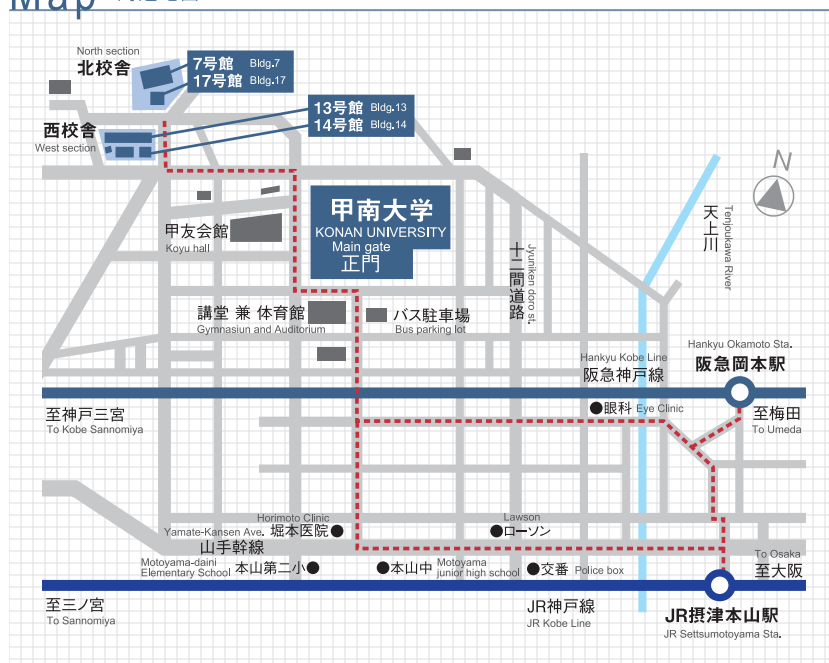 Map
North section
北校舎
7号館 Bldg.7
17号館 Bldg.17
13号館 Bldg.13
14号館 Bldg.14
西校舎
West section
N
天上川
Tenjoukawa River
甲南大学
KONAN UNIVERSITY
Main gate
正門
甲友会館
Koyu hall
十二間道路
Jyuniken doro st.
講堂 兼 体育館
Gymnasiun and Auditorium
バス駐車場
Bus parking lot
Hankyu Okamoto Sta.
阪急岡本駅
Hankyu Kobe Line
阪急神戸線
至神戸三宮
To Kobe Sannomiya
眼科 Eye Clinic
至梅田
To Umeda
Horimoto Clinic
堀本医院
Yamate-Kansen Ave.
山手幹線
Lawson
ローソン
Motoyama-daini
Elementary School 本山第二小
本山中 Motoyama
junior high school
交番 Police box
To Osaka
至大阪
至三ノ宮
To Sannomiya
JR神戸線
JR Kobe Line
JR摂津本山駅
JR Settsumotoyama Sta.